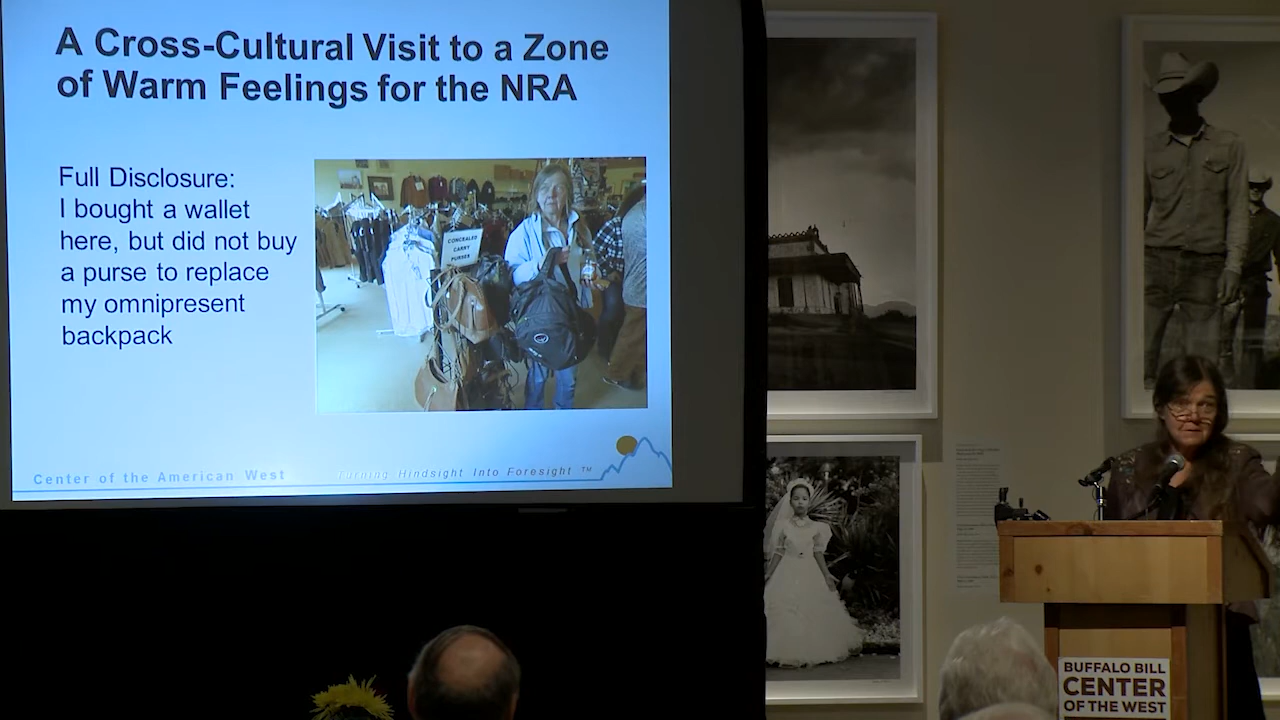 A Cross-Cultural Visit to a Zone
of Warm Feelings for the NRA
Full Disclosure:
I bought a wallet
here, but did not buy
a purse to replace
my omnipresent
backpack
CONCEALED
CARRY
PURSES
Center of the American West
Turning Hindsight Into Foresight ™
BUFFALO BILL
CENTER
OF THE WEST